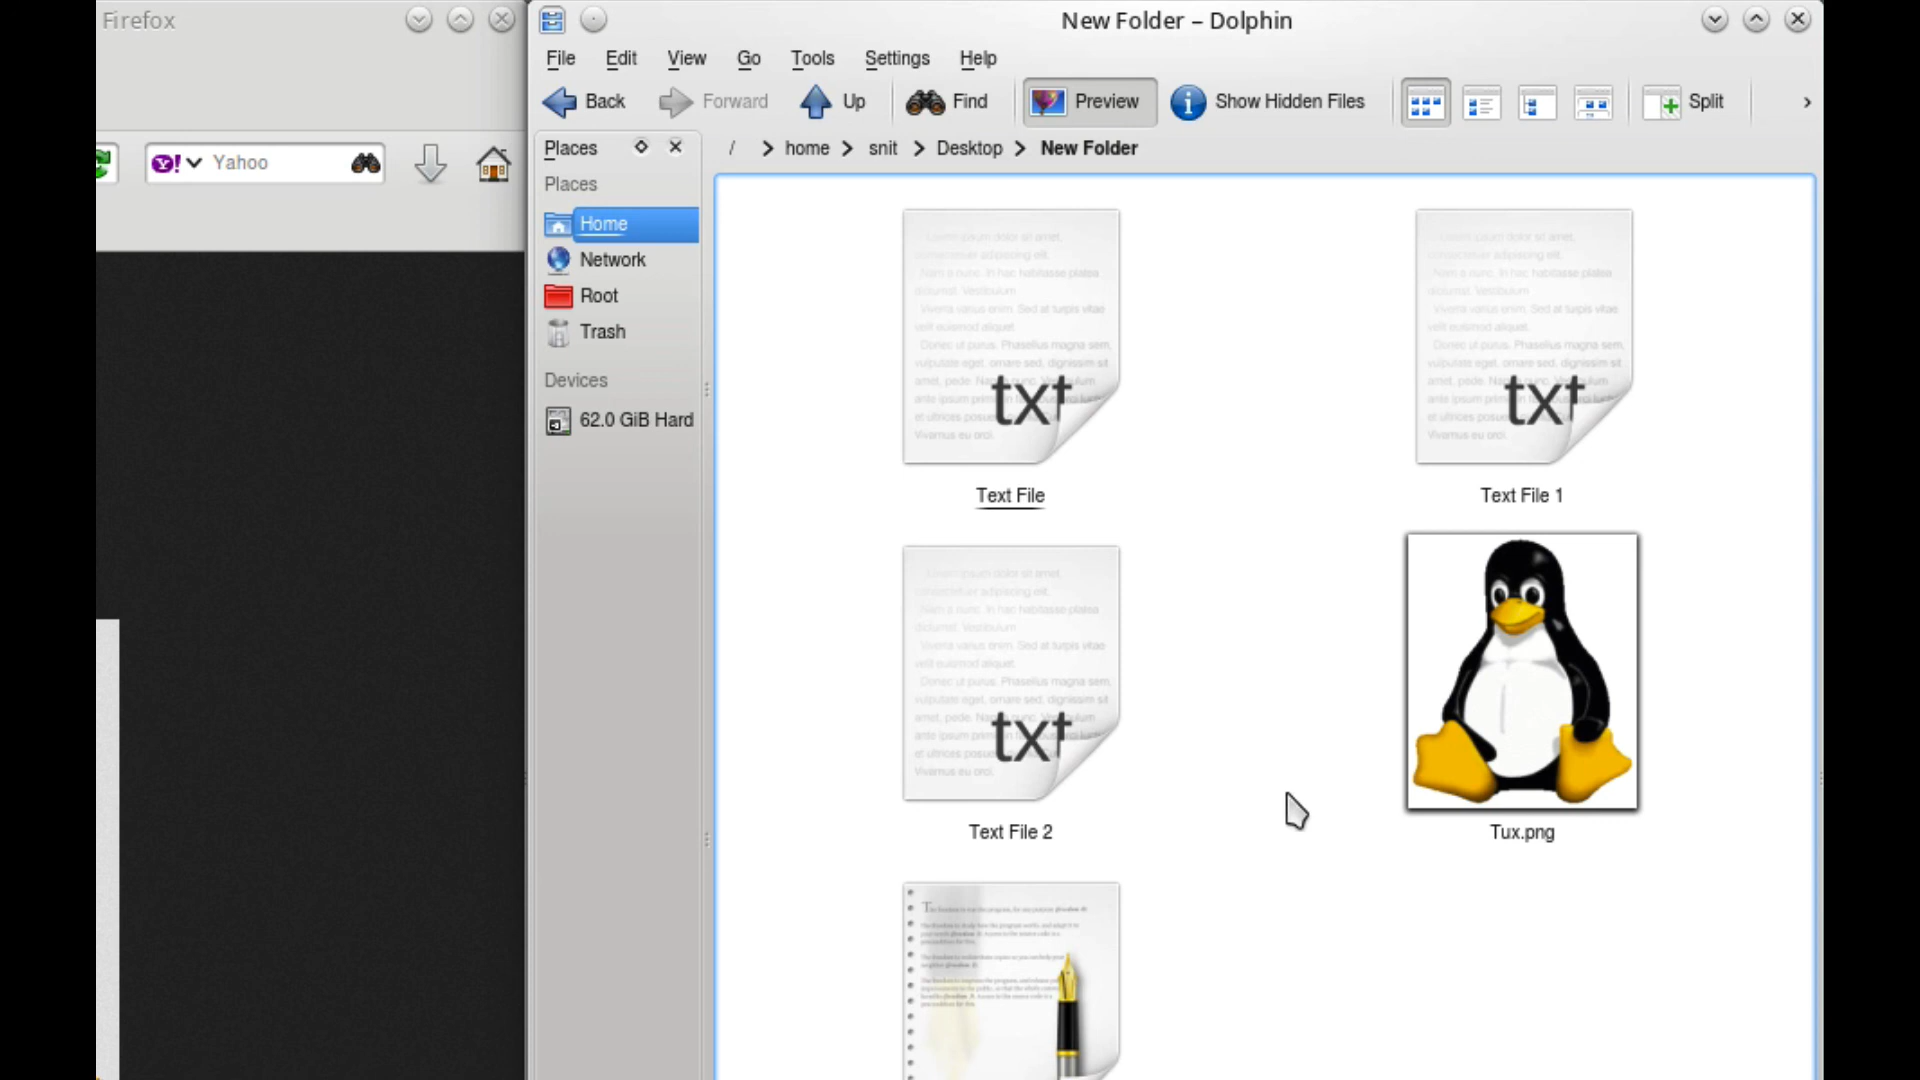 Firefox
New Folder – Dolphin
File Edit View Go Tools Settings Help
Back Forward Up Find Preview Show Hidden Files Split
Yahoo
Places
/ > home > snit > Desktop > New Folder
Places
Home
Network
Root
Trash
Devices
62.0 GiB Hard
txt
txt
Text File
Text File 1
txt
Text File 2
Tux.png